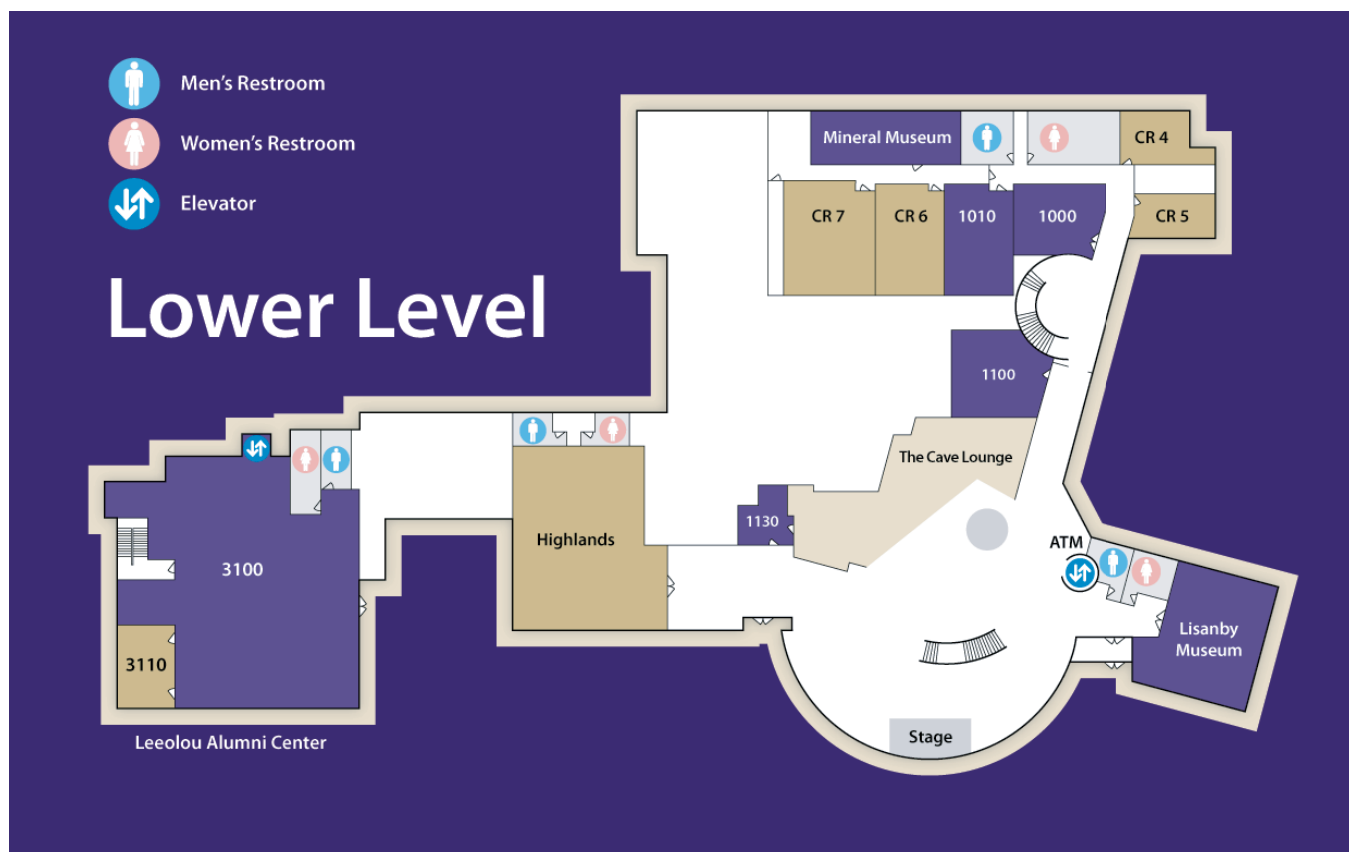 Men's Restroom
Women's Restroom
Elevator
Lower Level
Mineral Museum
CR 4
CR 7
CR 6
1010
1000
CR 5
1100
The Cave Lounge
1130
Highlands
ATM
3100
Lisanby
Museum
3110
Stage
Leeolou Alumni Center